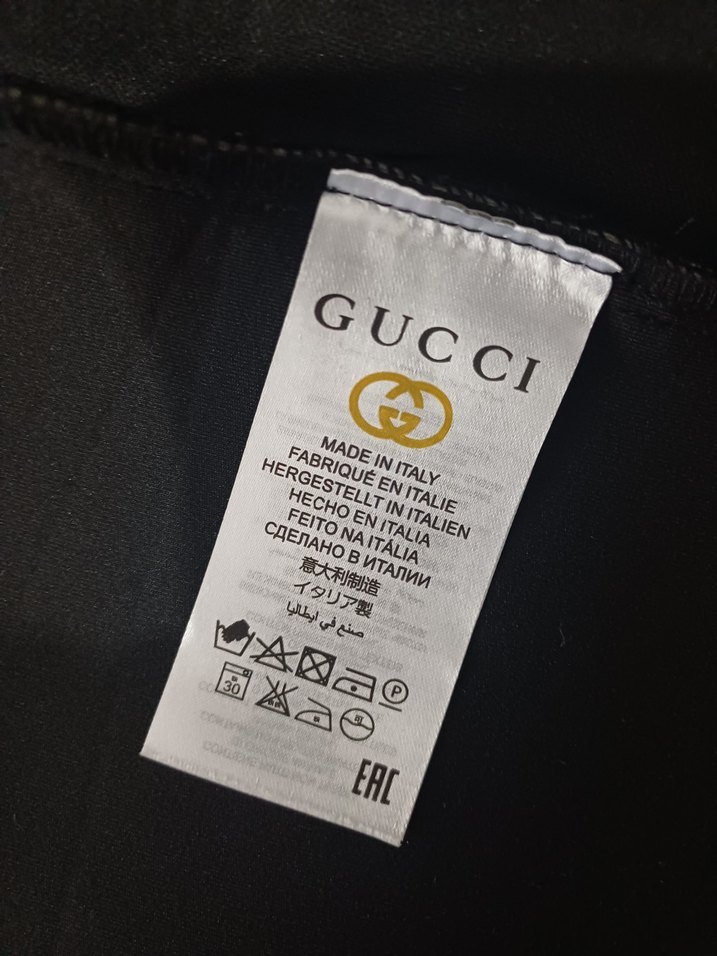 GUCCI
MADE IN ITALY
FABRIQUÉ EN ITALIE
HERGESTELLT IN ITALIEN
HECHO EN ITALIA
FEITO NA ITÁLIA
СДЕЛАНО В ИТАЛИИ
意大利制造
イタリア製
صنع في ايطاليا
P
30
可
EAC